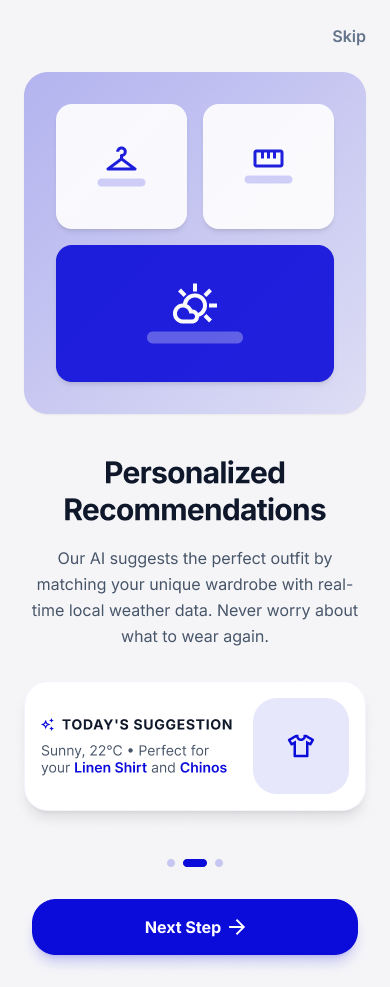 Skip
Personalized
Recommendations
Our AI suggests the perfect outfit by
matching your unique wardrobe with real-
time local weather data. Never worry about
what to wear again.
TODAY'S SUGGESTION
Sunny, 22°C • Perfect for
your Linen Shirt and Chinos
Next Step